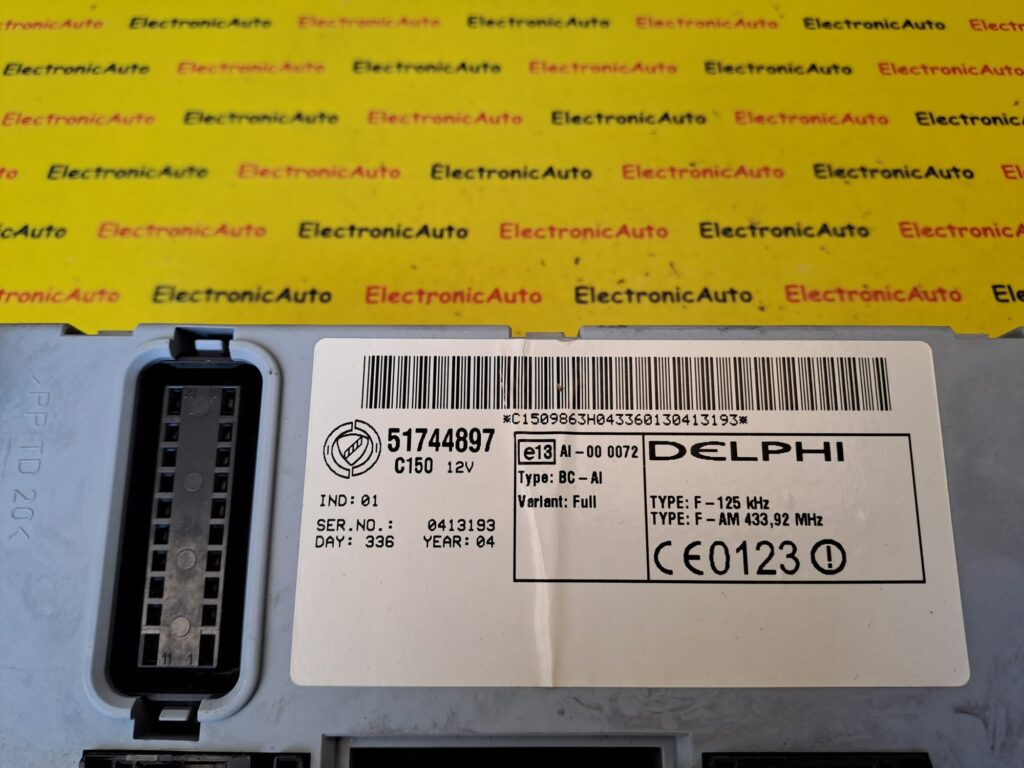 ElectronicAuto ElectronicAuto ElectronicAuto ElectronicAuto ElectronicAuto ElectronicAuto
ElectronicAuto ElectronicAuto ElectronicAuto ElectronicAuto ElectronicAuto ElectronicAuto
ElectronicAuto ElectronicAuto ElectronicAuto ElectronicAuto ElectronicAuto ElectronicAuto
ElectronicAuto ElectronicAuto ElectronicAuto ElectronicAuto ElectronicAuto
ElectronicAuto ElectronicAuto ElectronicAuto ElectronicAuto ElectronicAuto ElectronicAuto
ElectronicAuto ElectronicAuto ElectronicAuto ElectronicAuto ElectronicAuto
*C1509863H043360130413193*
51744897
C150 12V
IND: 01
SER.NO.: 0413193
DAY: 336 YEAR: 04
e13 AI-00 0072
Type: BC-AI
Variant: Full
DELPHI
TYPE: F-125 kHz
TYPE: F-AM 433,92 MHz
CE0123
>PPTD 20<
11 1